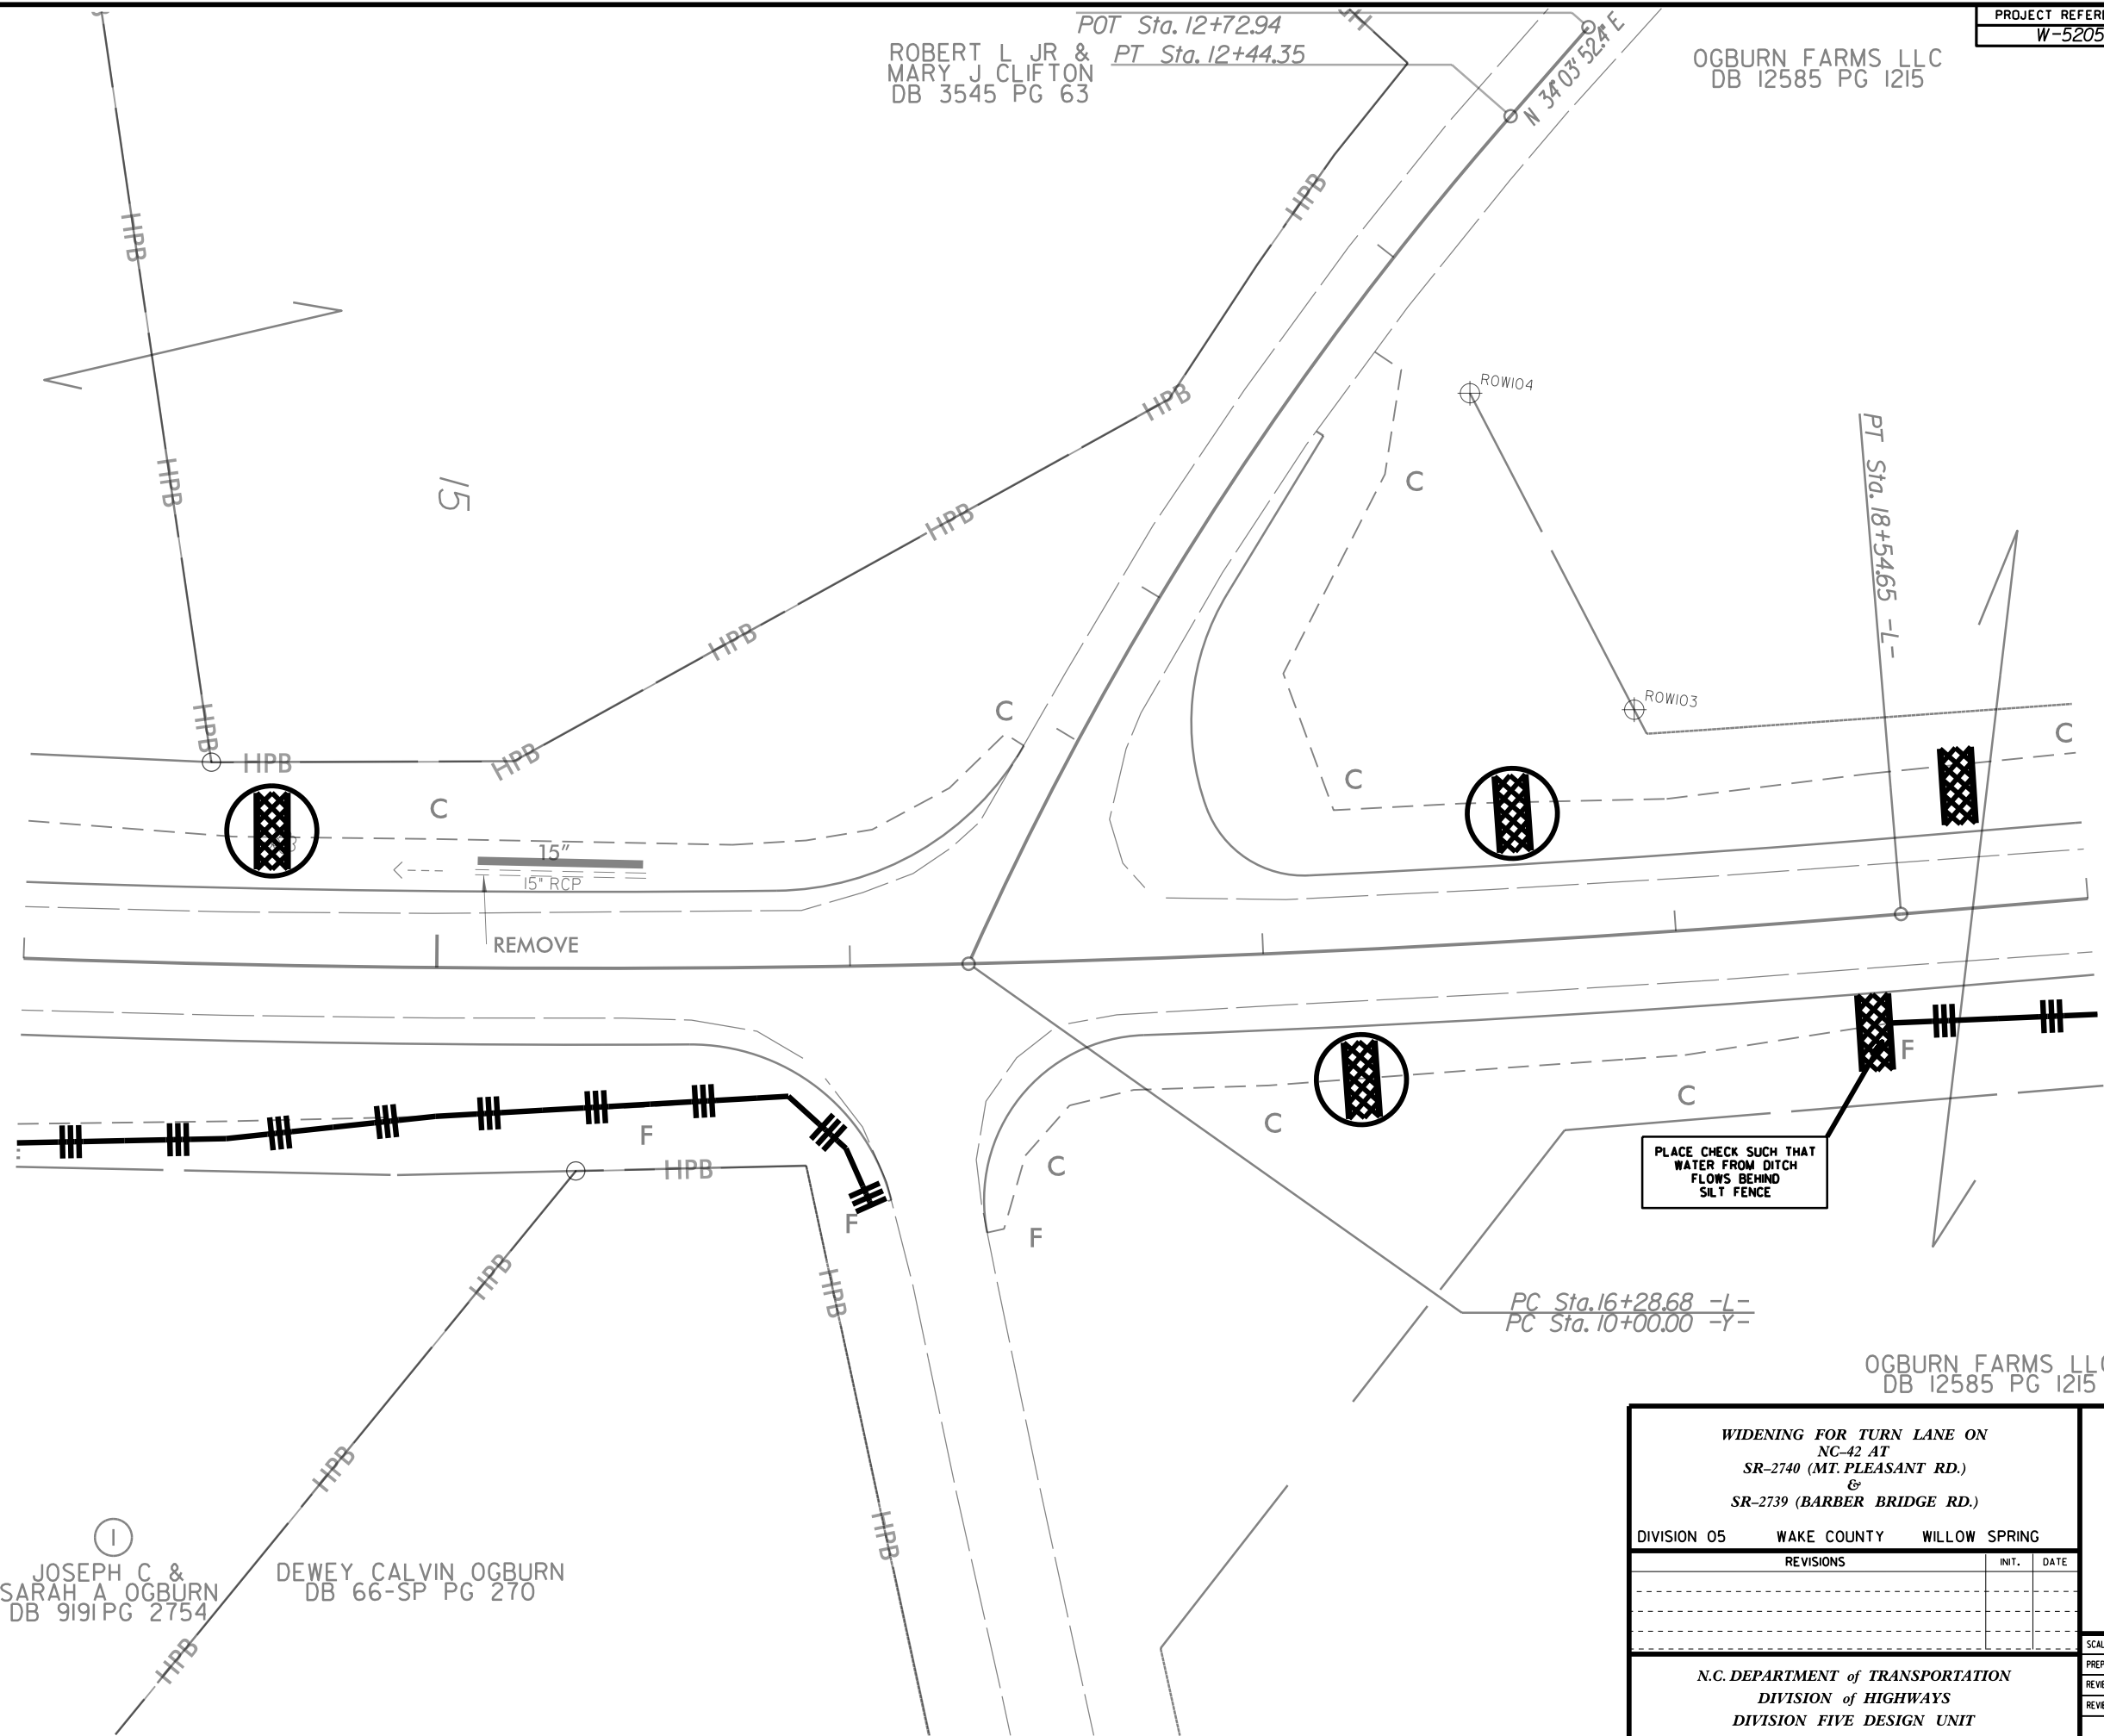 POT Sta. 12+72.94
PT Sta. 12+44.35
ROBERT L JR &
MARY J CLIFTON
DB 3545 PG 63
N 34°03'52.4" E
OGBURN FARMS LLC
DB 12585 PG 1215
PROJECT REFERE
W-5205
HPB
HPB
HPB
HPB
HPB
HPB
HPB
HPB
HPB
15
ROW104
ROW103
PT Sta. 18+54.65 -L-
C
C
C
C
C
15"
15" RCP
REMOVE
F
HPB
F
F
C
C
C
F
PLACE CHECK SUCH THAT
WATER FROM DITCH
FLOWS BEHIND
SILT FENCE
PC Sta. 16+28.68 -L-
PC Sta. 10+00.00 -Y-
HPB
HPB
HPB
HPB
HPB
1
JOSEPH C &
SARAH A OGBURN
DB 9191 PG 2754
DEWEY CALVIN OGBURN
DB 66-SP PG 270
OGBURN FARMS LLC
DB 12585 PG 1215
WIDENING FOR TURN LANE ON
NC-42 AT
SR-2740 (MT. PLEASANT RD.)
&
SR-2739 (BARBER BRIDGE RD.)
DIVISION 05 WAKE COUNTY WILLOW SPRING
REVISIONS INIT. DATE
SCAL
PREP
REVIE
REVIE
N.C. DEPARTMENT of TRANSPORTATION
DIVISION of HIGHWAYS
DIVISION FIVE DESIGN UNIT